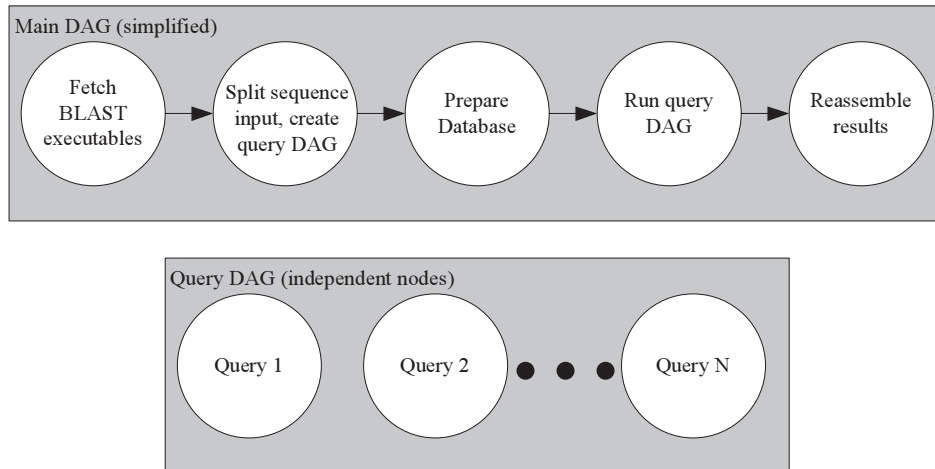 Main DAG (simplified)
Fetch
BLAST
executables
Split sequence
input, create
query DAG
Prepare
Database
Run query
DAG
Reassemble
results
Query DAG (independent nodes)
Query 1
Query 2
Query N